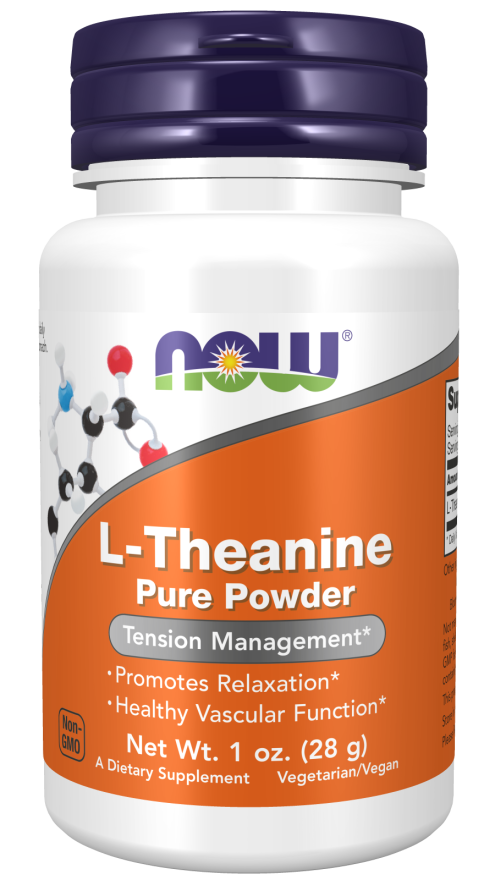 NOW®
L-Theanine
Pure Powder
Tension Management*
•Promotes Relaxation*
•Healthy Vascular Function*
Non-
GMO
Net Wt. 1 oz. (28 g)
A Dietary Supplement Vegetarian/Vegan